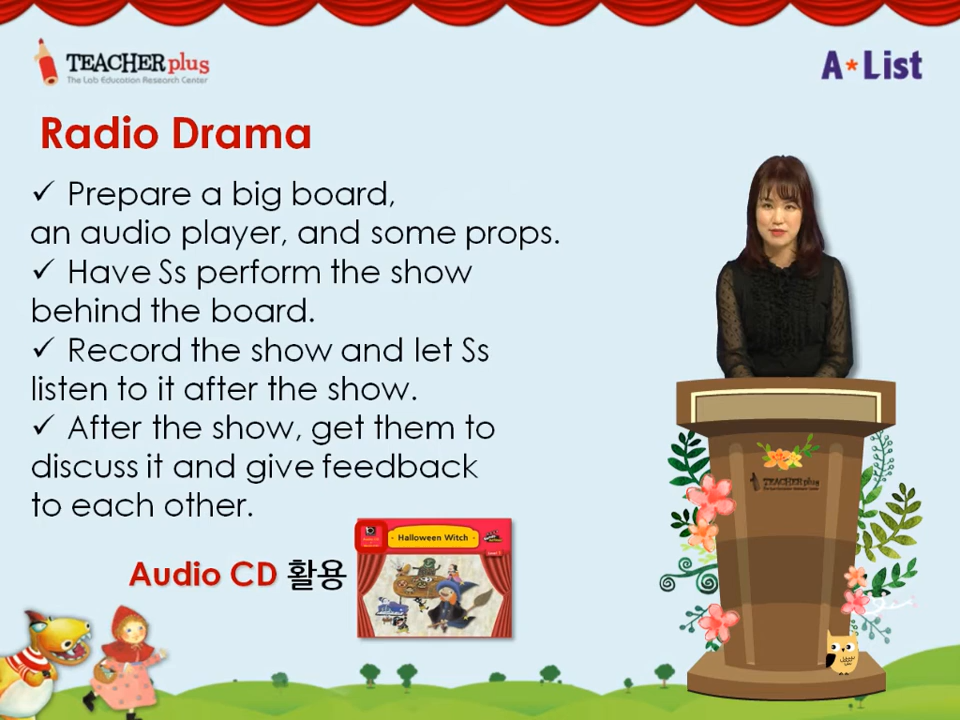 TEACHER plus
The Lab Education Research Center
A*List
Radio Drama
✓ Prepare a big board,
an audio player, and some props.
✓ Have Ss perform the show
behind the board.
✓ Record the show and let Ss
listen to it after the show.
✓ After the show, get them to
discuss it and give feedback
to each other.
Audio CD 활용
- Halloween Witch -
TEACHER plus